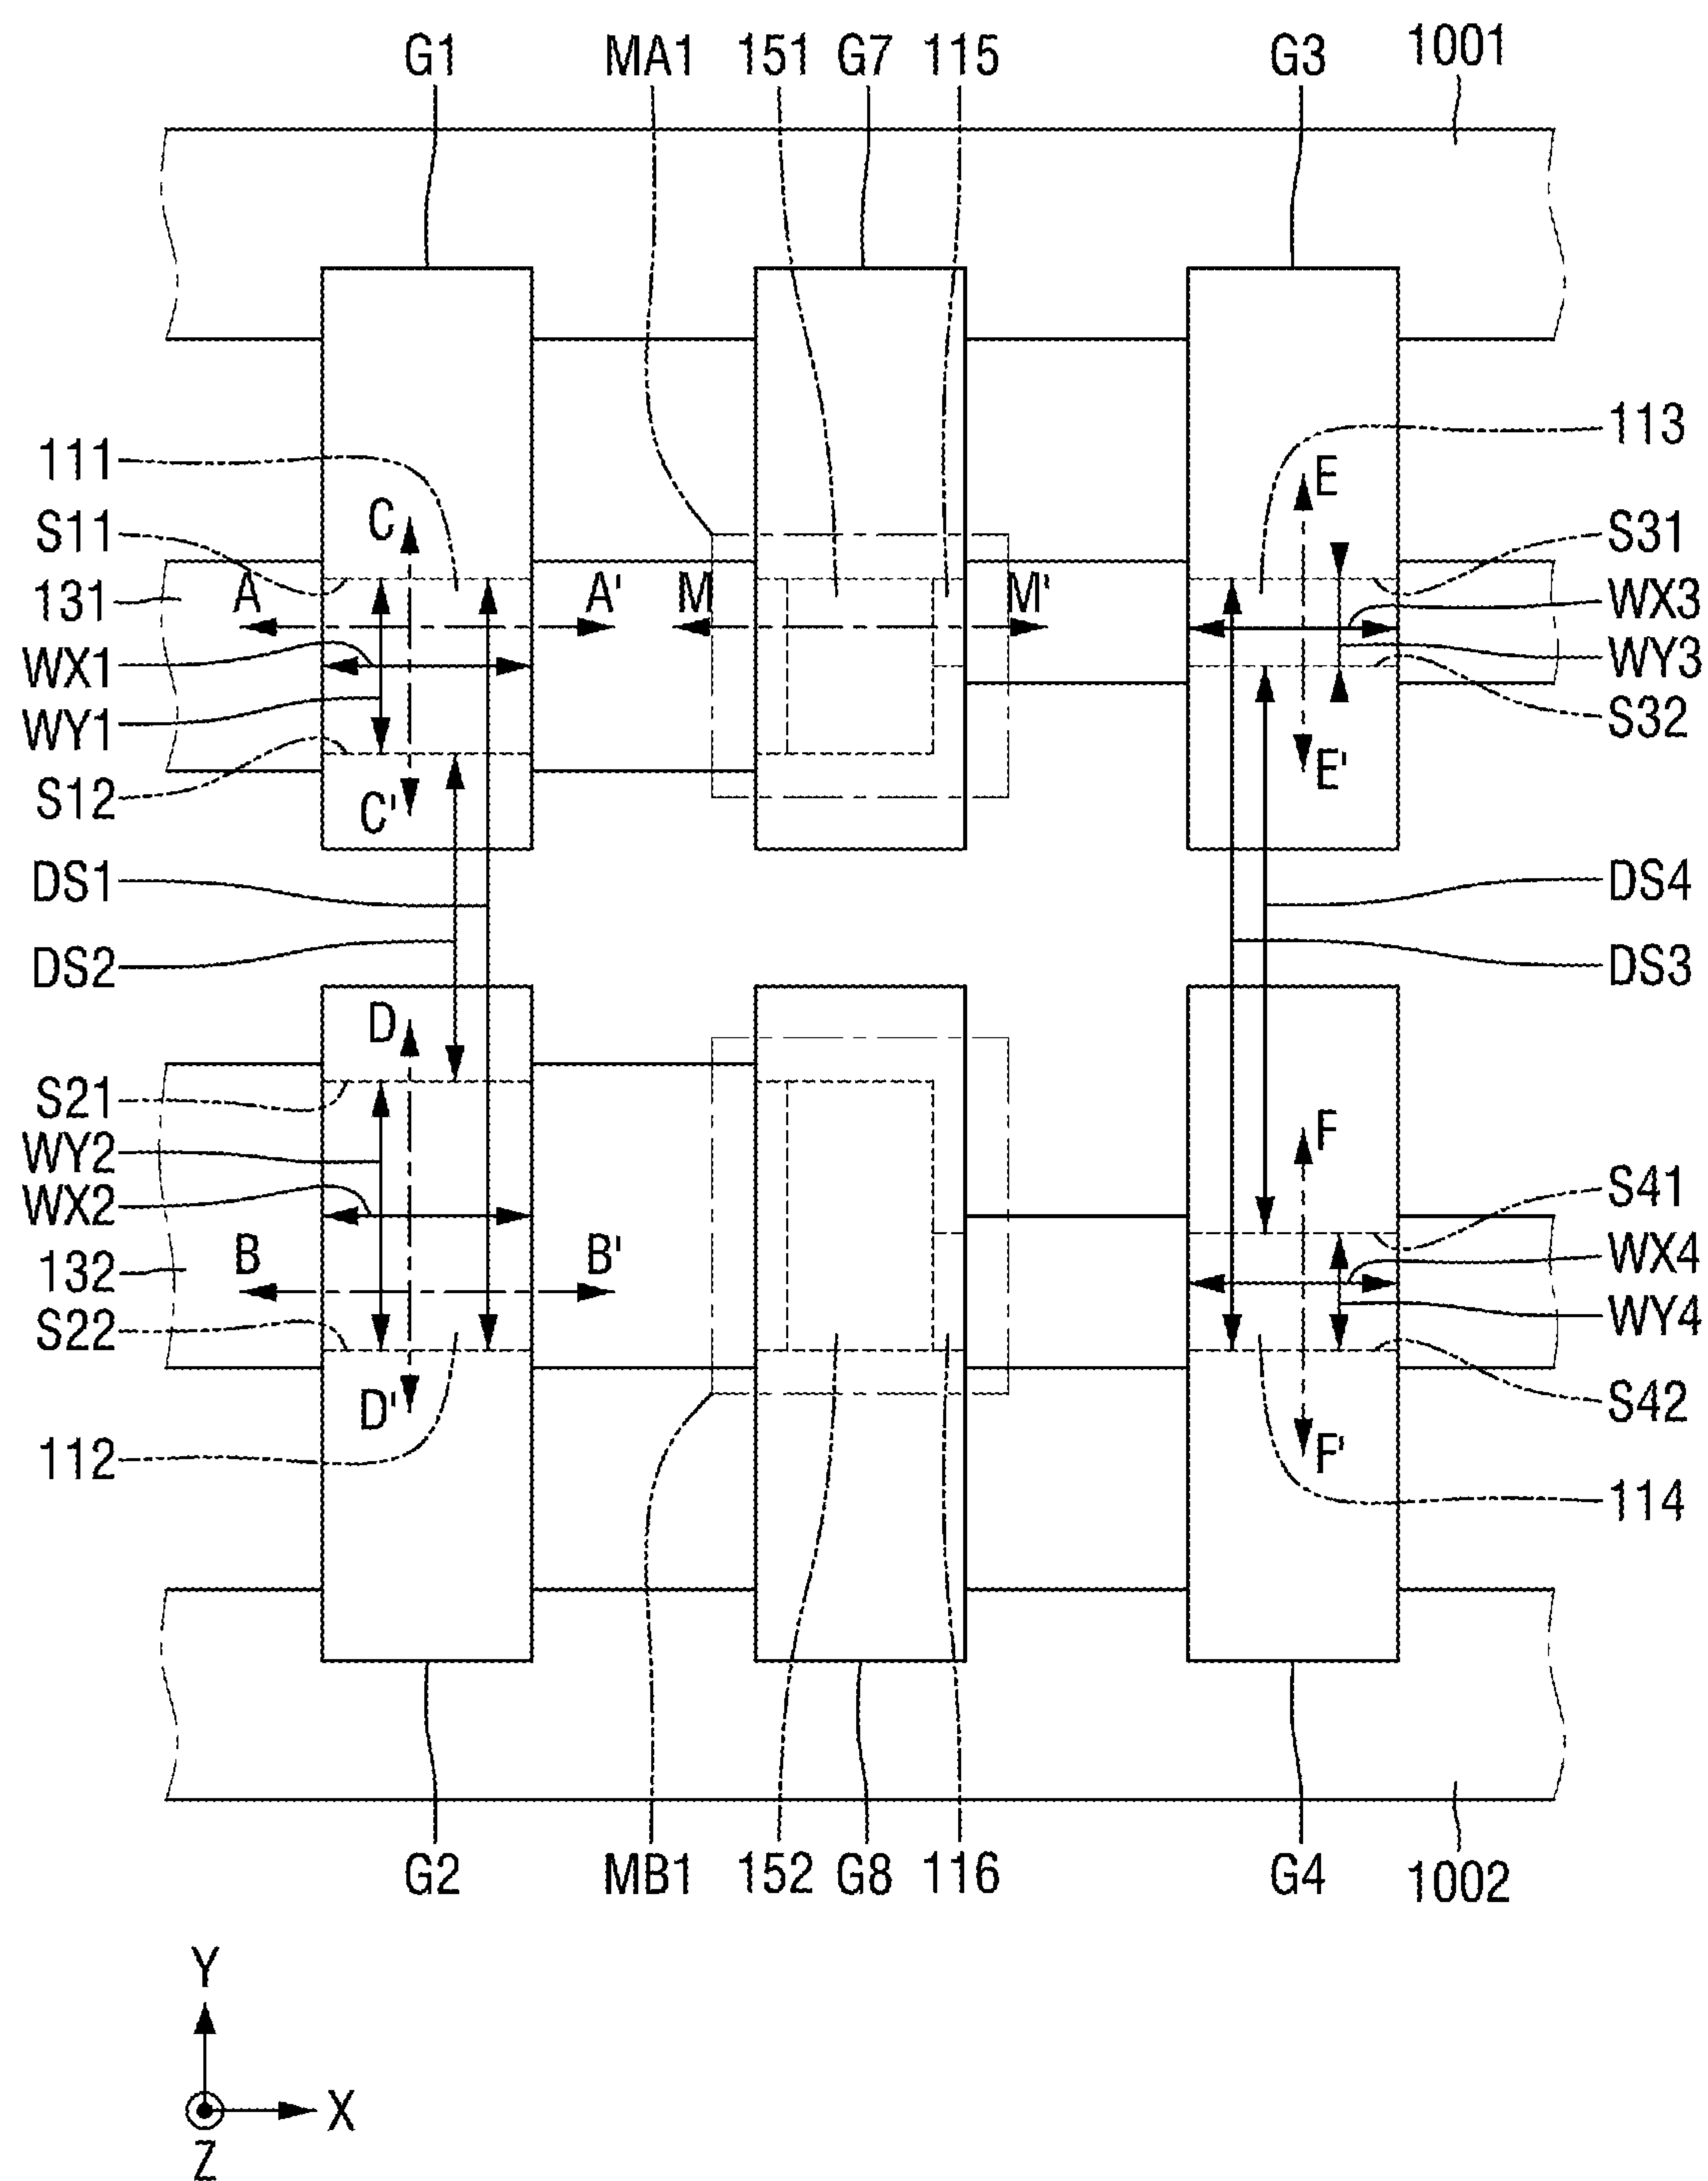 G1 MA1 151 G7 115 G3 1001
111
113
C
E
S11
S31
131
A A' M M'
WX3
WX1
WY3
WY1
S32
S12
C'
E'
DS1
DS4
DS2
DS3
D
S21
F
WY2
S41
WX2
WX4
B B'
132
WY4
S22
D'
S42
112
F'
114
G2 MB1 152 G8 116 G4 1002
Y
X
Z